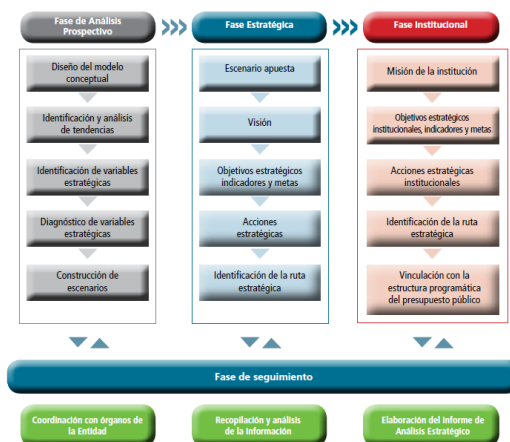 Fase de Análisis
Prospectivo
Diseño del modelo
conceptual
Identificación y análisis
de tendencias
Identificación de variables
estratégicas
Diagnóstico de variables
estratégicas
Construcción de
escenarios
Fase Estratégica
Escenario apuesta
Visión
Objetivos estratégicos
indicadores y metas
Acciones
estratégicas
Identificación de la ruta
estratégica
Fase Institucional
Misión de la institución
Objetivos estratégicos
institucionales, indicadores y metas
Acciones estratégicas
institucionales
Identificación de la ruta
estratégica
Vinculación con la
estructura programática
del presupuesto público
Fase de seguimiento
Coordinación con órganos de
la Entidad
Recopilación y análisis
de la información
Elaboración del Informe de
Análisis Estratégico